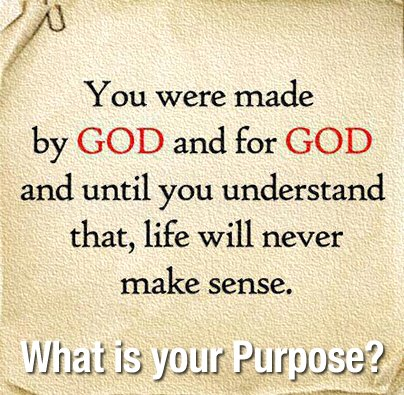 You were made
by GOD and for GOD
and until you understand
that, life will never
make sense.
What is your Purpose?